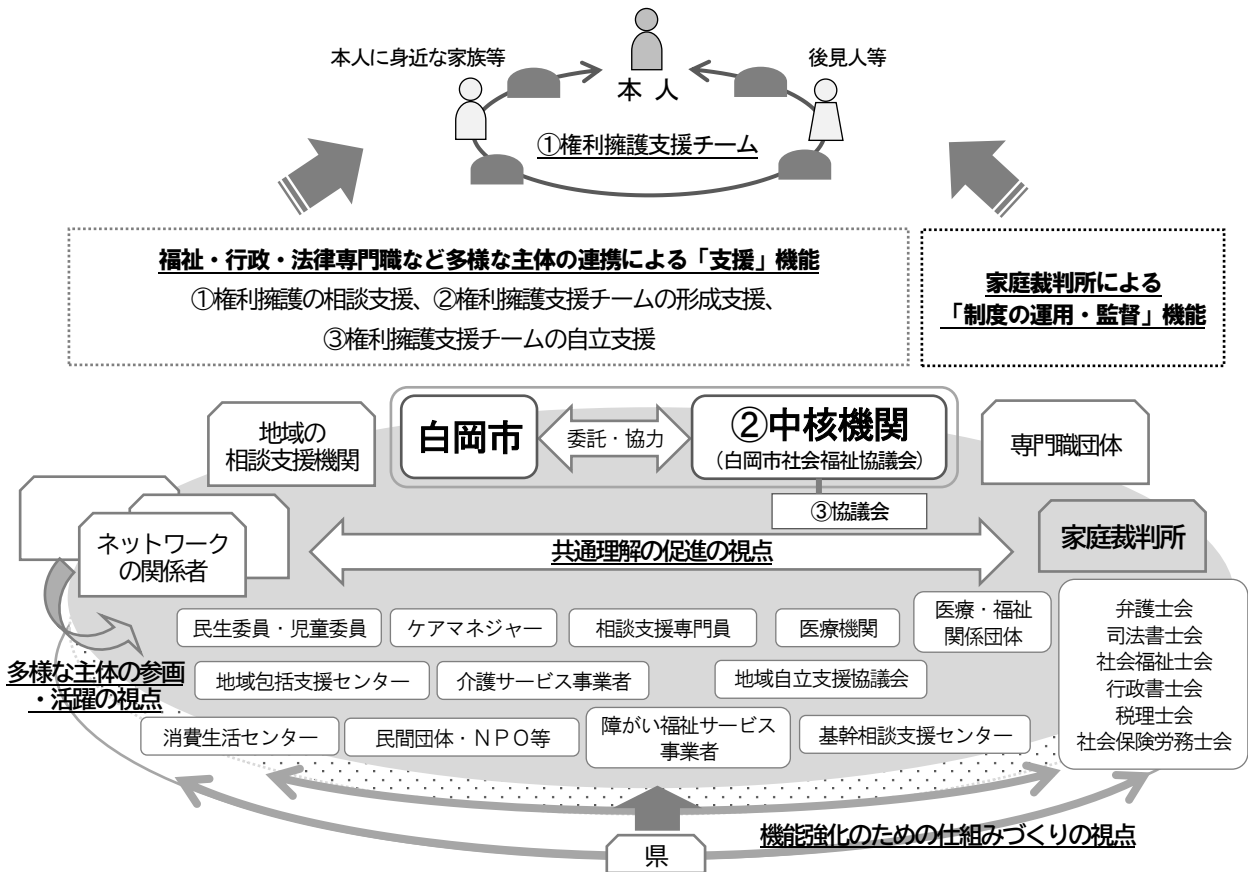 本人に身近な家族等
後見人等
本 人
①権利擁護支援チーム
福祉・行政・法律専門職など多様な主体の連携による「支援」機能
①権利擁護の相談支援、②権利擁護支援チームの形成支援、
③権利擁護支援チームの自立支援
家庭裁判所による
「制度の運用・監督」機能
地域の
相談支援機関
白岡市
委託・協力
②中核機関
（白岡市社会福祉協議会）
専門職団体
③協議会
ネットワーク
の関係者
共通理解の促進の視点
家庭裁判所
民生委員・児童委員
ケアマネジャー
相談支援専門員
医療機関
医療・福祉
関係団体
弁護士会
司法書士会
社会福祉士会
行政書士会
税理士会
社会保険労務士会
多様な主体の参画
・活躍の視点
地域包括支援センター
介護サービス事業者
地域自立支援協議会
消費生活センター
民間団体・ＮＰＯ等
障がい福祉サービス
事業者
基幹相談支援センター
機能強化のための仕組みづくりの視点
県